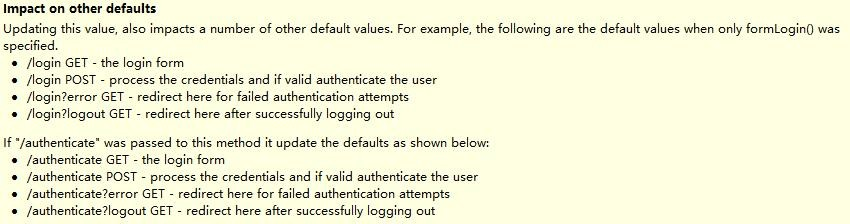 Impact on other defaults
Updating this value, also impacts a number of other default values. For example, the following are the default values when only formLogin() was
specified.
• /login GET - the login form
• /login POST - process the credentials and if valid authenticate the user
• /login?error GET - redirect here for failed authentication attempts
• /login?logout GET - redirect here after successfully logging out
If "/authenticate" was passed to this method it update the defaults as shown below:
• /authenticate GET - the login form
• /authenticate POST - process the credentials and if valid authenticate the user
• /authenticate?error GET - redirect here for failed authentication attempts
• /authenticate?logout GET - redirect here after successfully logging out